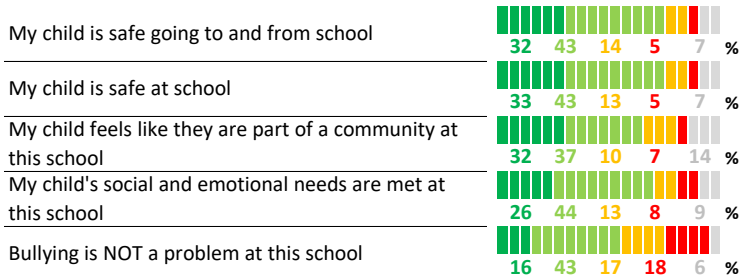 My child is safe going to and from school
32 43 14 5 7 %
My child is safe at school
33 43 13 5 7 %
My child feels like they are part of a community at
this school
32 37 10 7 14 %
My child's social and emotional needs are met at
this school
26 44 13 8 9 %
Bullying is NOT a problem at this school
16 43 17 18 6 %